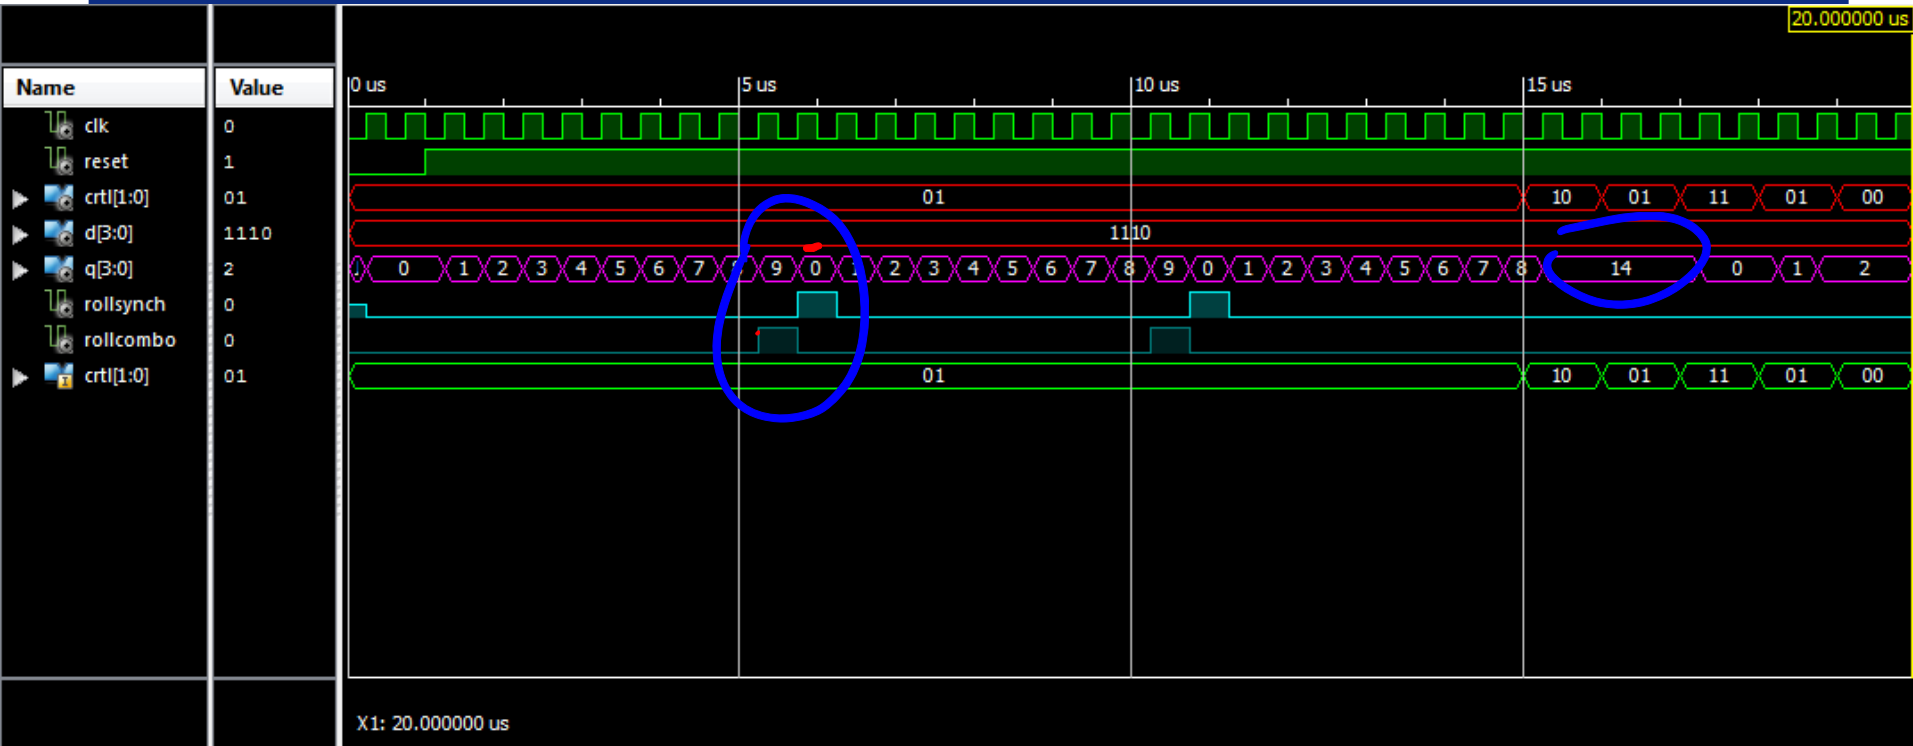 20.000000 us
Name Value 0 us 5 us 10 us 15 us
clk 0
reset 1
crtl[1:0] 01 01 10 01 11 01 00
d[3:0] 1110 1110
q[3:0] 2 0 1 2 3 4 5 6 7 9 0 1 2 3 4 5 6 7 8 9 0 1 2 3 4 5 6 7 8 14 0 1 2
rollsynch 0
rollcombo 0
crtl[1:0] 01 01 10 01 11 01 00
X1: 20.000000 us